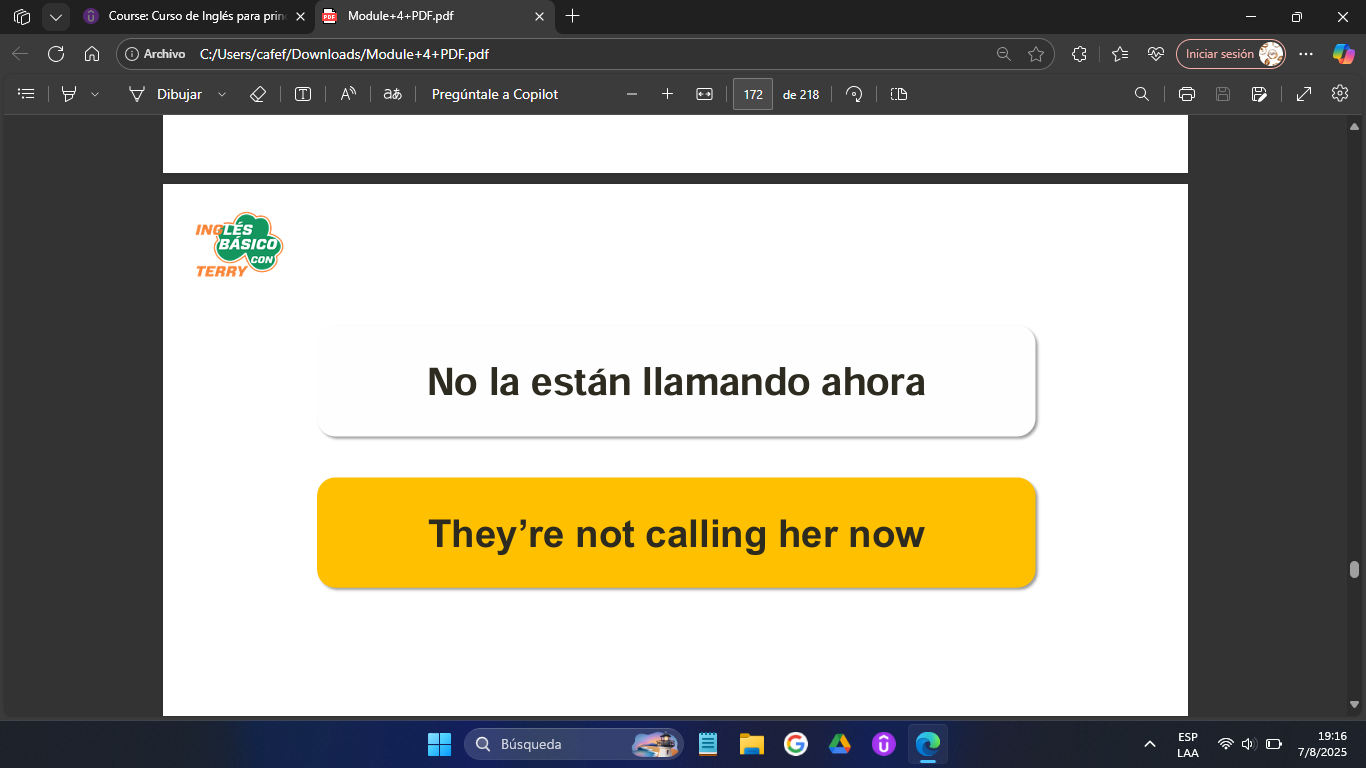 Course: Curso de Inglés para prin
Module+4+PDF.pdf
Archivo C:/Users/cafef/Downloads/Module+4+PDF.pdf
Iniciar sesión
Dibujar
Pregúntale a Copilot
172 de 218
INGLÉS
BÁSICO
CON
TERRY
No la están llamando ahora
They’re not calling her now
Búsqueda
ESP
LAA
19:16
7/8/2025